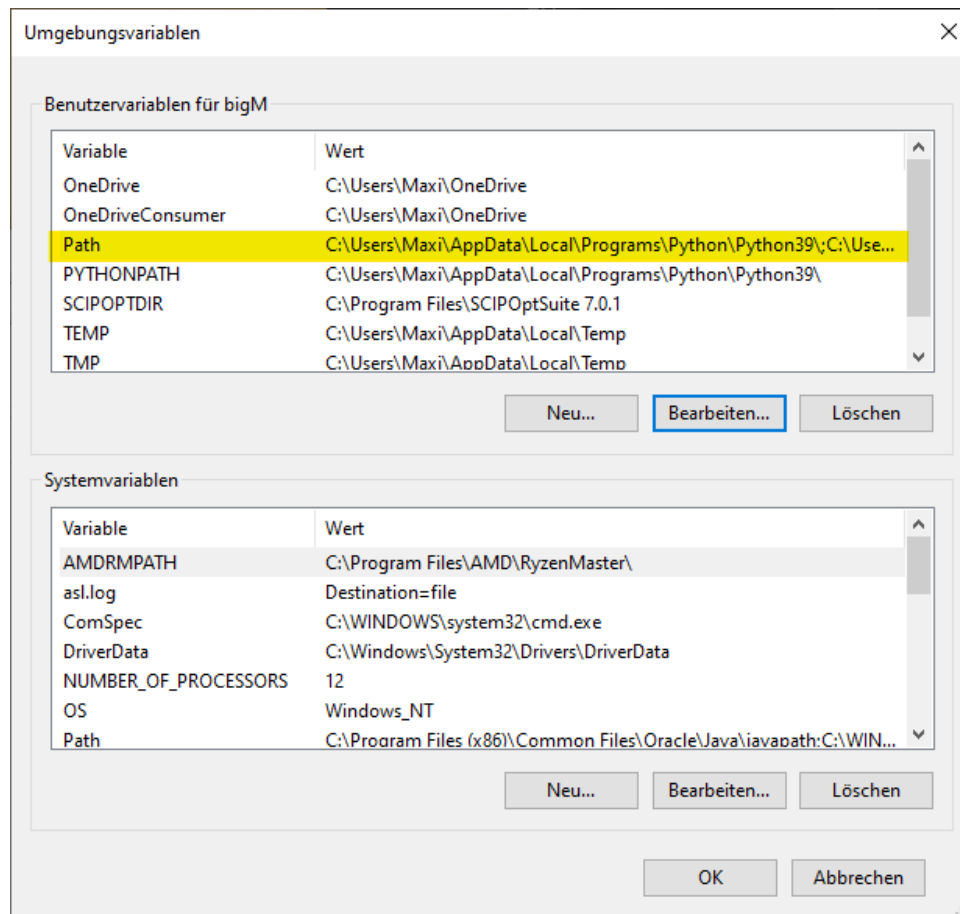 Umgebungsvariablen
Benutzervariablen für bigM
Variable Wert
OneDrive C:\Users\Maxi\OneDrive
OneDriveConsumer C:\Users\Maxi\OneDrive
Path C:\Users\Maxi\AppData\Local\Programs\Python\Python39\;C:\Use...
PYTHONPATH C:\Users\Maxi\AppData\Local\Programs\Python\Python39\
SCIPOPTDIR C:\Program Files\SCIPOptSuite 7.0.1
TEMP C:\Users\Maxi\AppData\Local\Temp
TMP C:\Users\Maxi\AppData\Local\Temp
Neu... Bearbeiten... Löschen
Systemvariablen
Variable Wert
AMDRMPATH C:\Program Files\AMD\RyzenMaster\
asl.log Destination=file
ComSpec C:\WINDOWS\system32\cmd.exe
DriverData C:\Windows\System32\Drivers\DriverData
NUMBER_OF_PROCESSORS 12
OS Windows_NT
Path C:\Program Files (x86)\Common Files\Oracle\Java\javapath;C:\WIN...
Neu... Bearbeiten... Löschen
OK Abbrechen